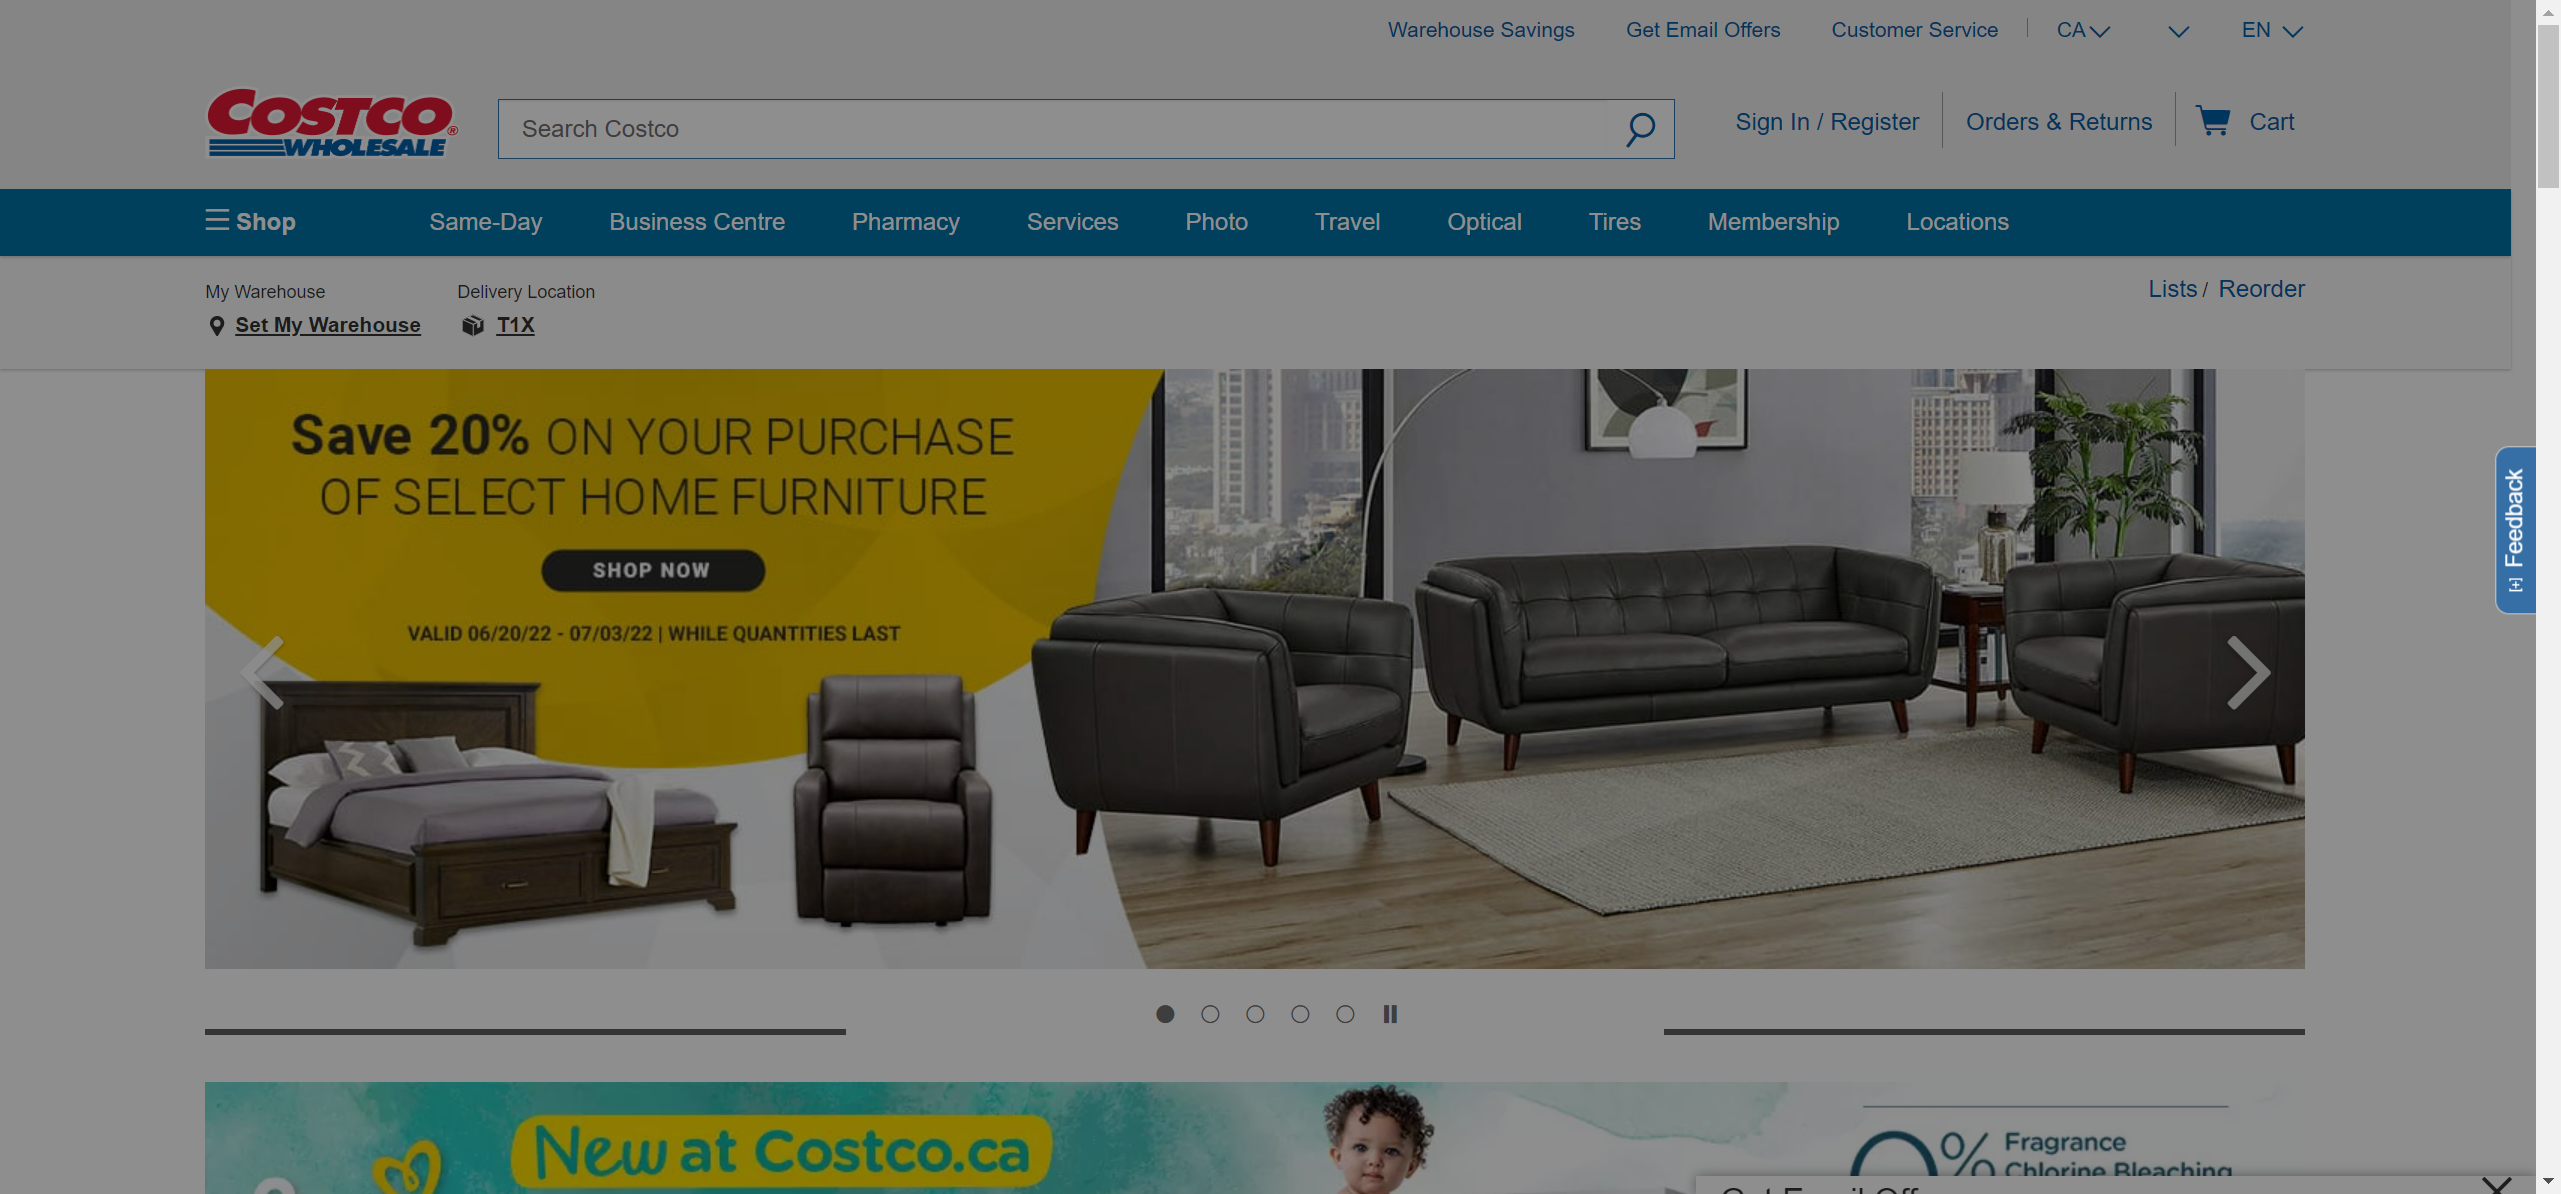 Warehouse Savings Get Email Offers Customer Service CA EN
COSTCO WHOLESALE
Search Costco
Sign In / Register Orders & Returns Cart
Shop Same-Day Business Centre Pharmacy Services Photo Travel Optical Tires Membership Locations
My Warehouse
Set My Warehouse
Delivery Location
T1X
Lists / Reorder
Save 20% ON YOUR PURCHASE
OF SELECT HOME FURNITURE
SHOP NOW
VALID 06/20/22 - 07/03/22 | WHILE QUANTITIES LAST
[+] Feedback
New at Costco.ca
0% Fragrance
Chlorine Bleaching
Get Email Off